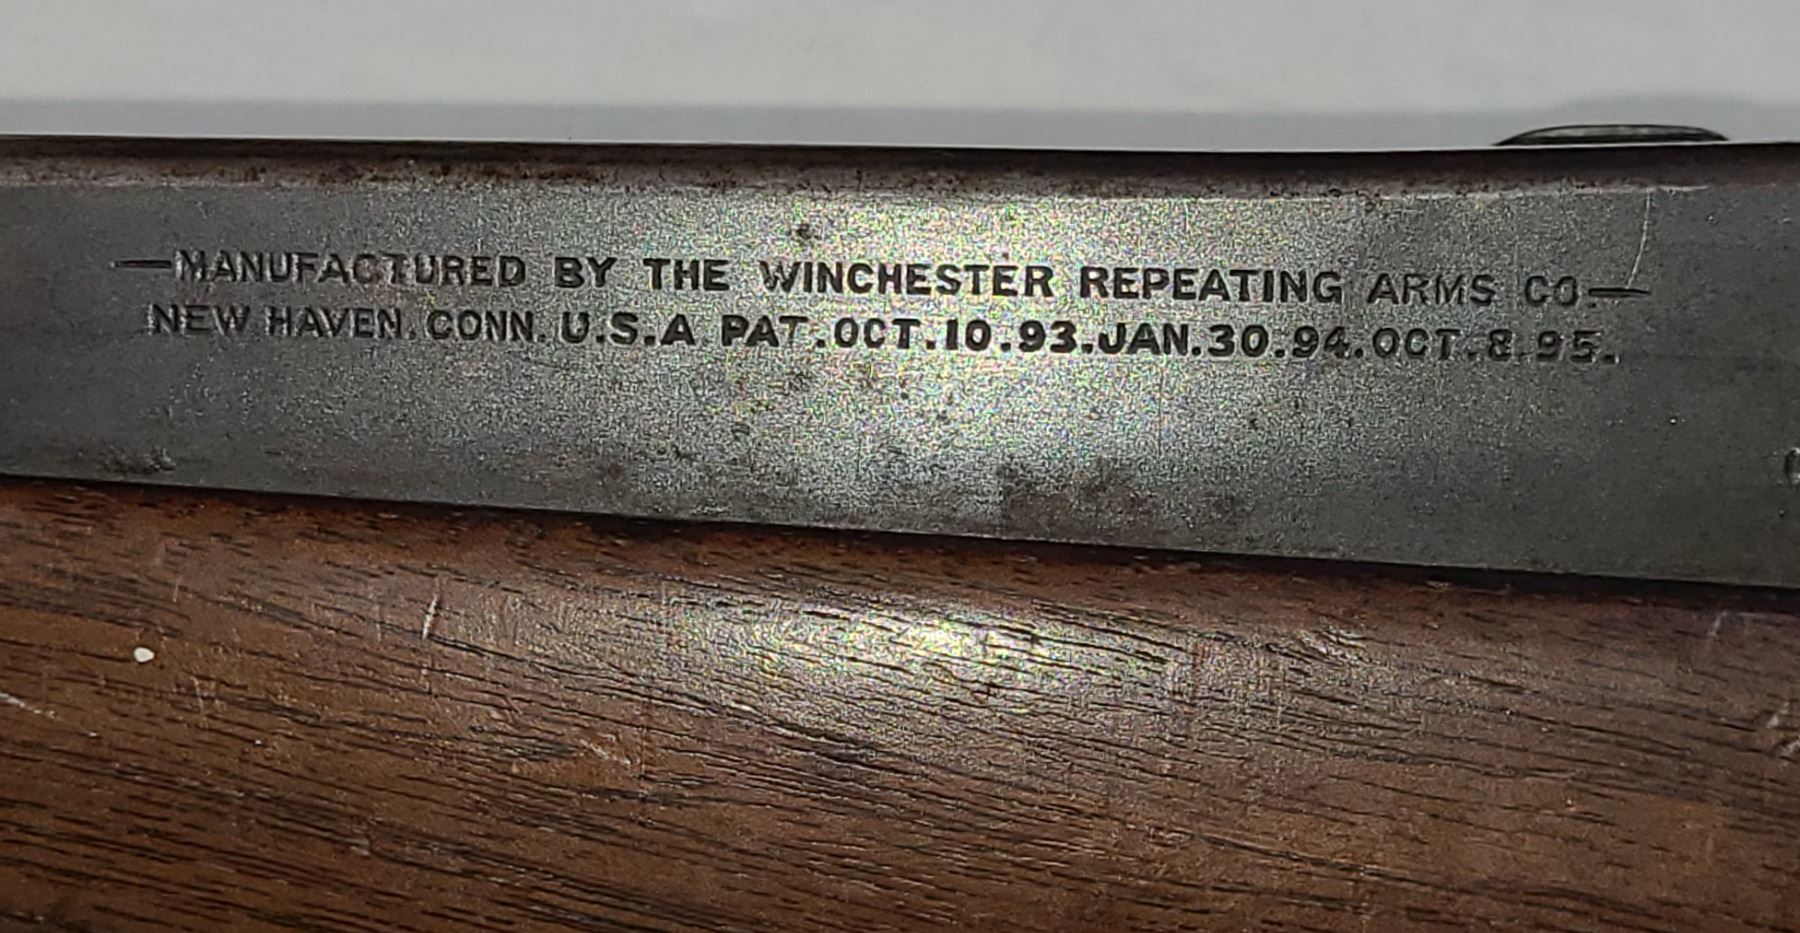 —MANUFACTURED BY THE WINCHESTER REPEATING ARMS CO.—
NEW HAVEN. CONN. U.S.A PAT.OCT.10.93.JAN.30.94.OCT.8.95.